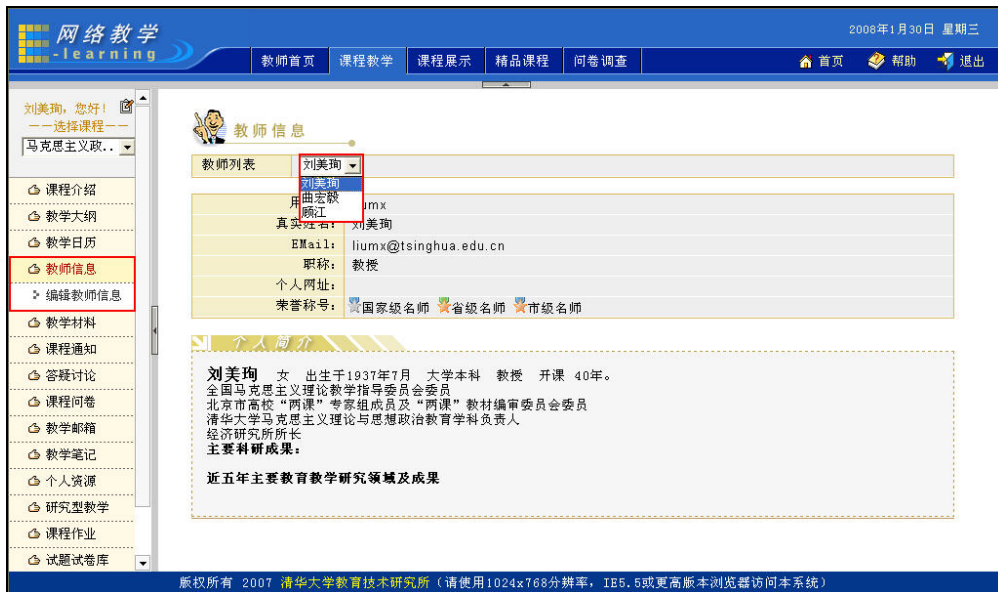 网络教学
-learning
2008年1月30日 星期三
教师首页 课程教学 课程展示 精品课程 问卷调查 首页 帮助 退出
刘美珣，您好！
——选择课程——
马克思主义政..
课程介绍
教学大纲
教学日历
教师信息
编辑教师信息
教学材料
课程通知
答疑讨论
课程问卷
教学邮箱
教学笔记
个人资源
研究型教学
课程作业
试题试卷库
教师信息
教师列表 刘美珣
刘美珣
曲宏毅
顾江
用 umx
真实姓名： 刘美珣
EMail： liumx@tsinghua.edu.cn
职称： 教授
个人网址：
荣誉称号： 国家级名师 省级名师 市级名师
个人简介
刘美珣 女 出生于1937年7月 大学本科 教授 开课 40年。
全国马克思主义理论教学指导委员会委员
北京市高校“两课”专家组成员及“两课”教材编审委员会委员
清华大学马克思主义理论与思想政治教育学科负责人
经济研究所所长
主要科研成果：
近五年主要教育教学研究领域及成果
版权所有 2007 清华大学教育技术研究所（请使用1024x768分辨率，IE5.5或更高版本浏览器访问本系统）